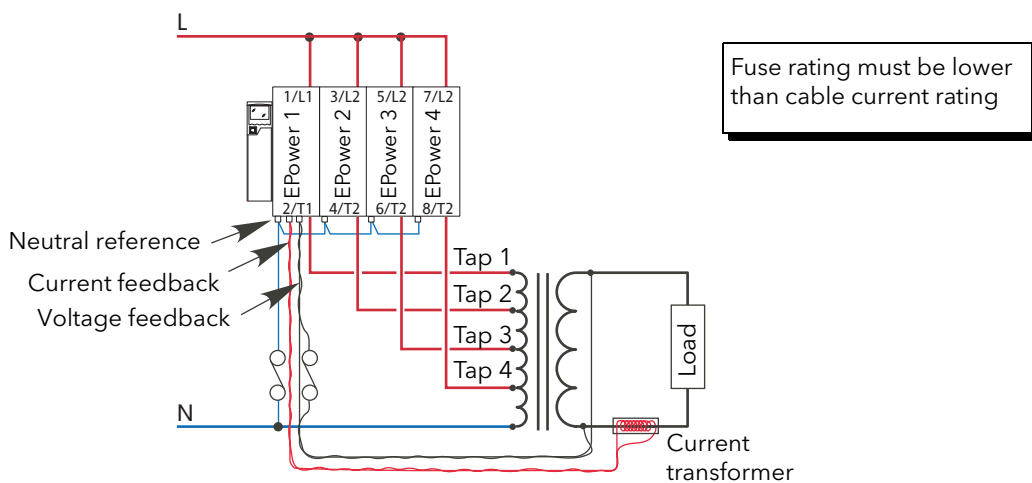 L
Fuse rating must be lower
than cable current rating
1/L1
3/L2
5/L2
7/L2
EPower 1
EPower 2
EPower 3
EPower 4
2/T1
4/T2
6/T2
8/T2
Neutral reference
Current feedback
Voltage feedback
Tap 1
Tap 2
Tap 3
Tap 4
Load
N
Current
transformer